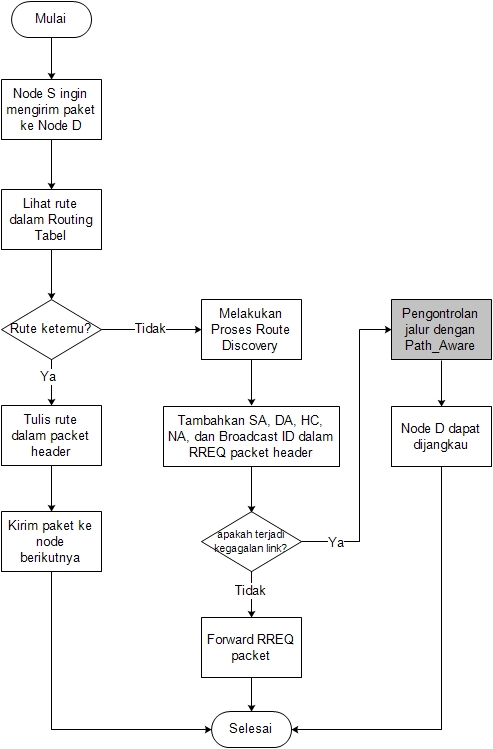 Mulai
Node S ingin
mengirim paket
ke Node D
Lihat rute
dalam Routing
Tabel
Rute ketemu?
Tidak
Melakukan
Proses Route
Discovery
Pengontrolan
jalur dengan
Path_Aware
Ya
Tulis rute
dalam packet
header
Tambahkan SA, DA, HC,
NA, dan Broadcast ID dalam
RREQ packet header
Node D dapat
dijangkau
Kirim paket ke
node
berikutnya
apakah terjadi
kegagalan link?
Ya
Tidak
Forward RREQ
packet
Selesai